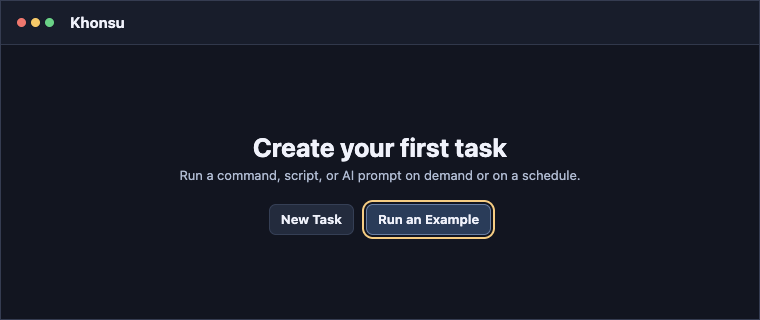 Khonsu
Create your first task
Run a command, script, or AI prompt on demand or on a schedule.
New Task
Run an Example